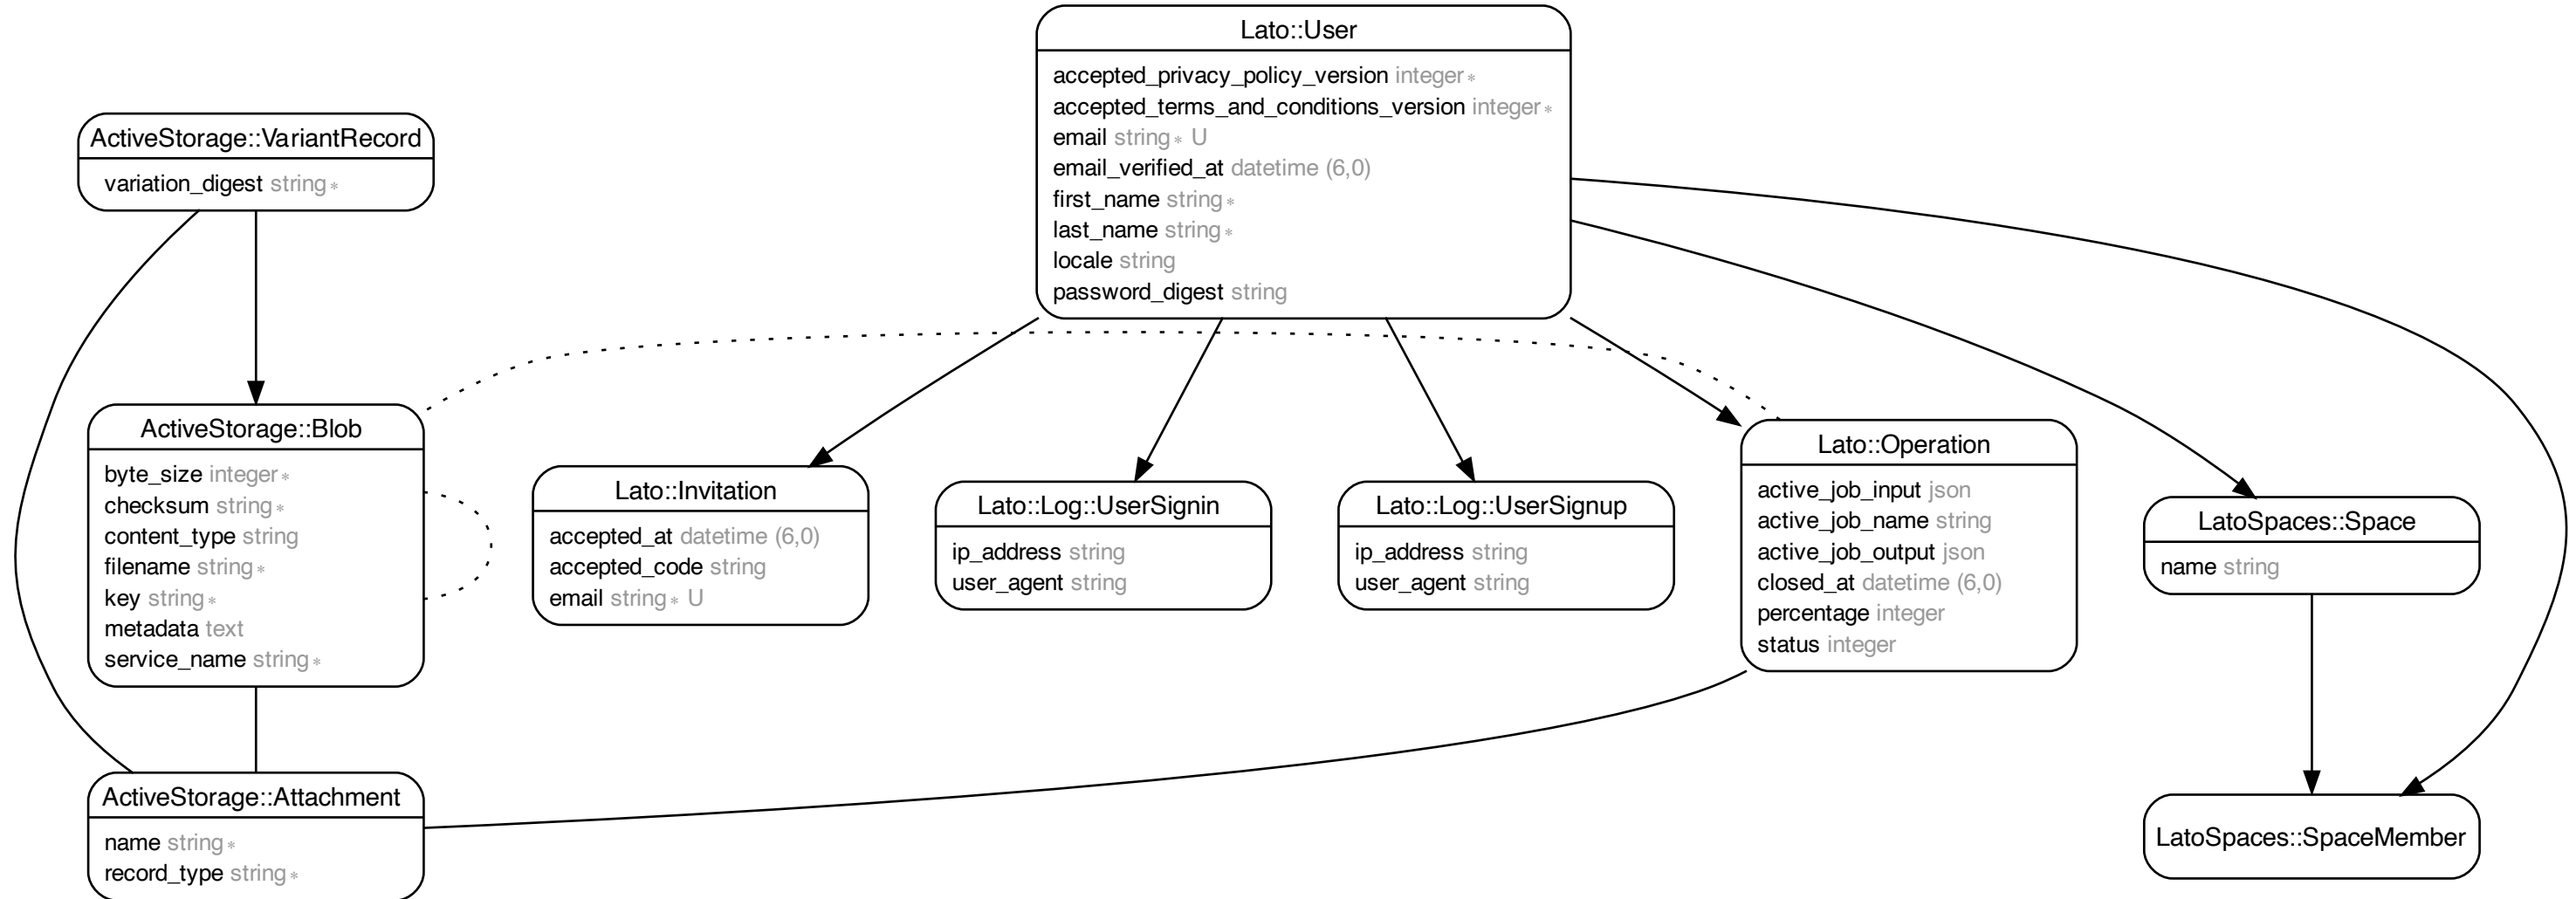 Lato::User
accepted_privacy_policy_version integer ∗
accepted_terms_and_conditions_version integer ∗
email string ∗ U
email_verified_at datetime (6,0)
first_name string ∗
last_name string ∗
locale string
password_digest string
ActiveStorage::VariantRecord
variation_digest string ∗
ActiveStorage::Blob
byte_size integer ∗
checksum string ∗
content_type string
filename string ∗
key string ∗
metadata text
service_name string ∗
Lato::Invitation
accepted_at datetime (6,0)
accepted_code string
email string ∗ U
Lato::Log::UserSignin
ip_address string
user_agent string
Lato::Log::UserSignup
ip_address string
user_agent string
Lato::Operation
active_job_input json
active_job_name string
active_job_output json
closed_at datetime (6,0)
percentage integer
status integer
LatoSpaces::Space
name string
ActiveStorage::Attachment
name string ∗
record_type string ∗
LatoSpaces::SpaceMember